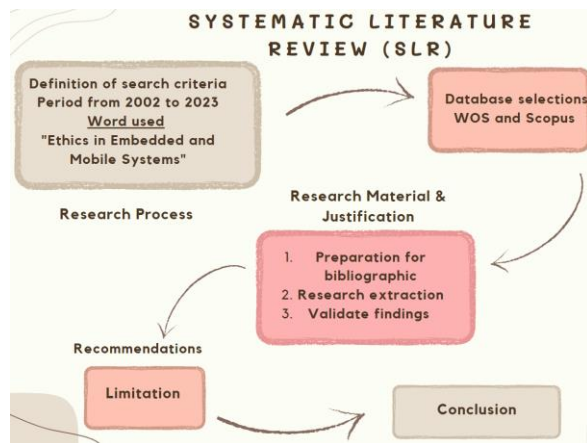 SYSTEMATIC LITERATURE
REVIEW (SLR)
Definition of search criteria
Period from 2002 to 2023
Word used
"Ethics in Embedded and
Mobile Systems"
Database selections
WOS and Scopus
Research Process
Research Material &
Justification
1. Preparation for
bibliographic
2. Research extraction
3. Validate findings
Recommendations
Limitation
Conclusion